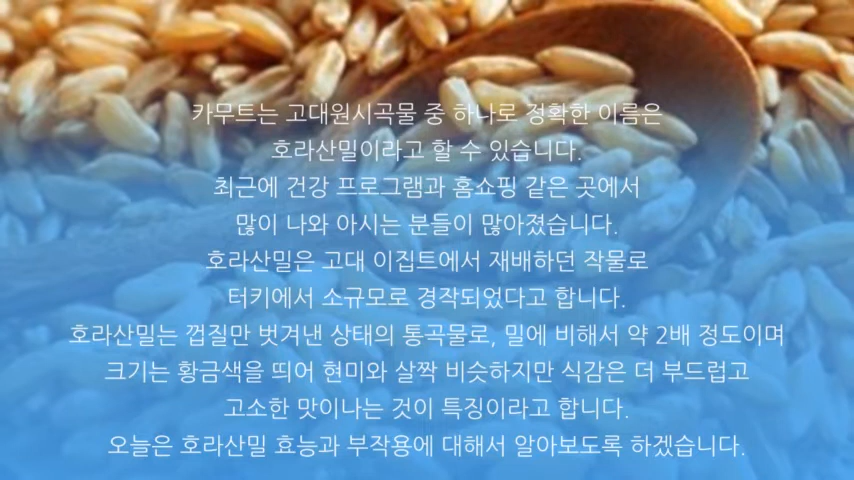 카무트는 고대원시곡물 중 하나로 정확한 이름은
호라산밀이라고 할 수 있습니다.
최근에 건강 프로그램과 홈쇼핑 같은 곳에서
많이 나와 아시는 분들이 많아졌습니다.
호라산밀은 고대 이집트에서 재배하던 작물로
터키에서 소규모로 경작되었다고 합니다.
호라산밀는 껍질만 벗겨낸 상태의 통곡물로, 밀에 비해서 약 2배 정도이며
크기는 황금색을 띄어 현미와 살짝 비슷하지만 식감은 더 부드럽고
고소한 맛이나는 것이 특징이라고 합니다.
오늘은 호라산밀 효능과 부작용에 대해서 알아보도록 하겠습니다.